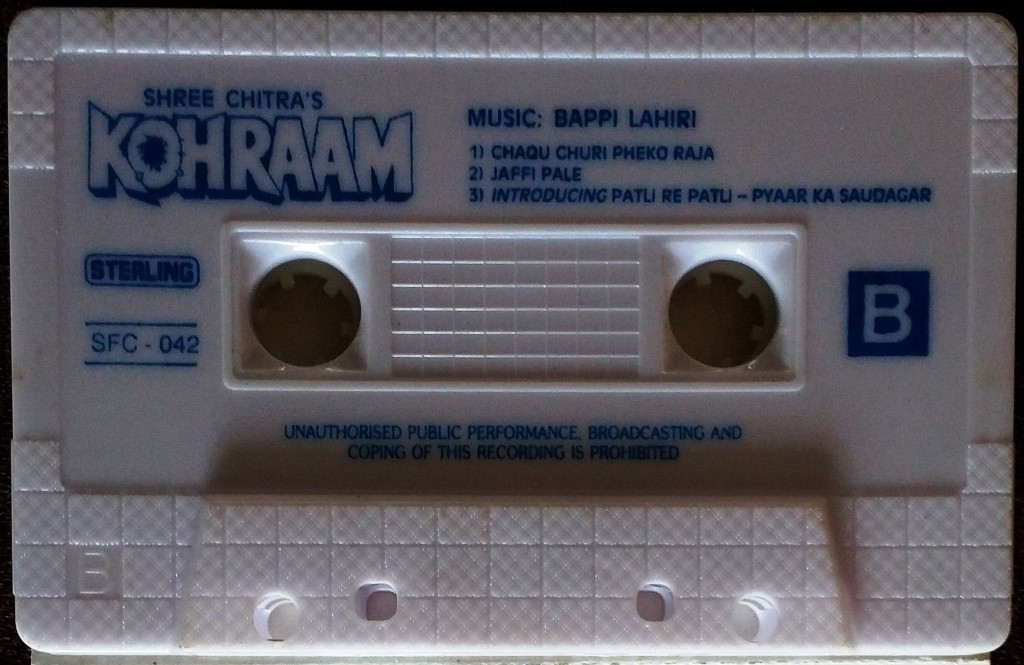 SHREE CHITRA'S
KOHRAAM
MUSIC: BAPPI LAHIRI
1) CHAQU CHURI PHEKO RAJA
2) JAFFI PALE
3) INTRODUCING PATLI RE PATLI – PYAAR KA SAUDAGAR
STERLING
SFC - 042
B
UNAUTHORISED PUBLIC PERFORMANCE, BROADCASTING AND
COPING OF THIS RECORDING IS PROHIBITED
B